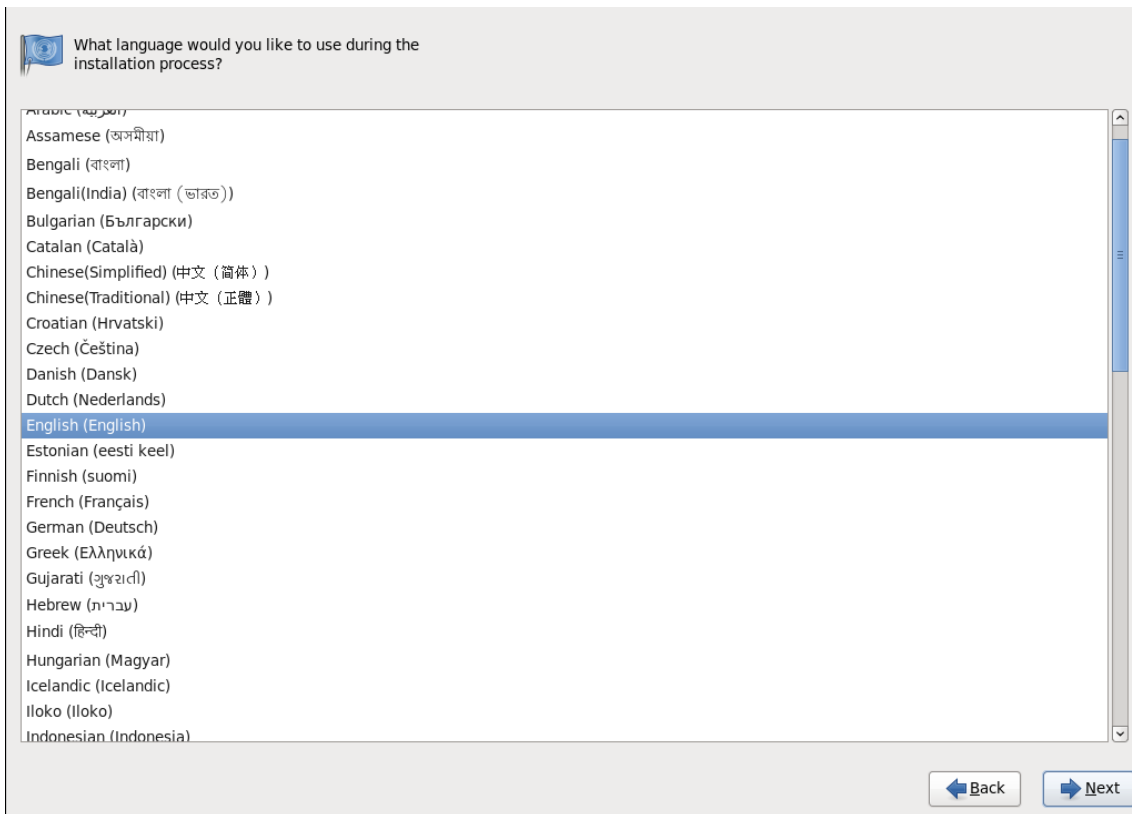 What language would you like to use during the
installation process?
Arabic (العربية)
Assamese (অসমীয়া)
Bengali (বাংলা)
Bengali(India) (বাংলা (ভারত))
Bulgarian (Български)
Catalan (Català)
Chinese(Simplified) (中文（简体）)
Chinese(Traditional) (中文（正體）)
Croatian (Hrvatski)
Czech (Čeština)
Danish (Dansk)
Dutch (Nederlands)
English (English)
Estonian (eesti keel)
Finnish (suomi)
French (Français)
German (Deutsch)
Greek (Ελληνικά)
Gujarati (ગુજરાતી)
Hebrew (עברית)
Hindi (हिन्दी)
Hungarian (Magyar)
Icelandic (Icelandic)
Iloko (Iloko)
Indonesian (Indonesia)
Back
Next